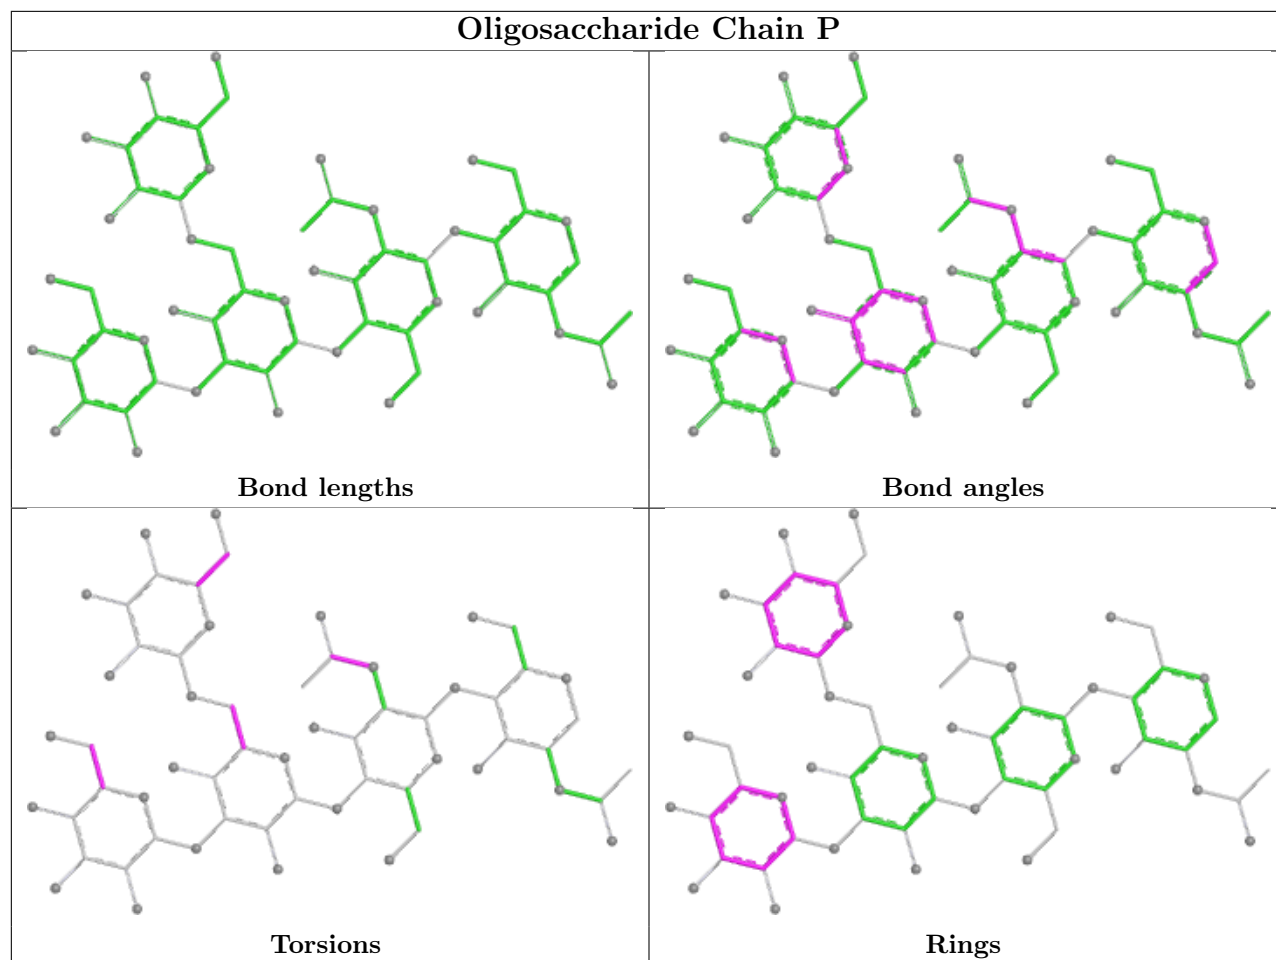 Oligosaccharide Chain P
Bond lengths
Bond angles
Torsions
Rings